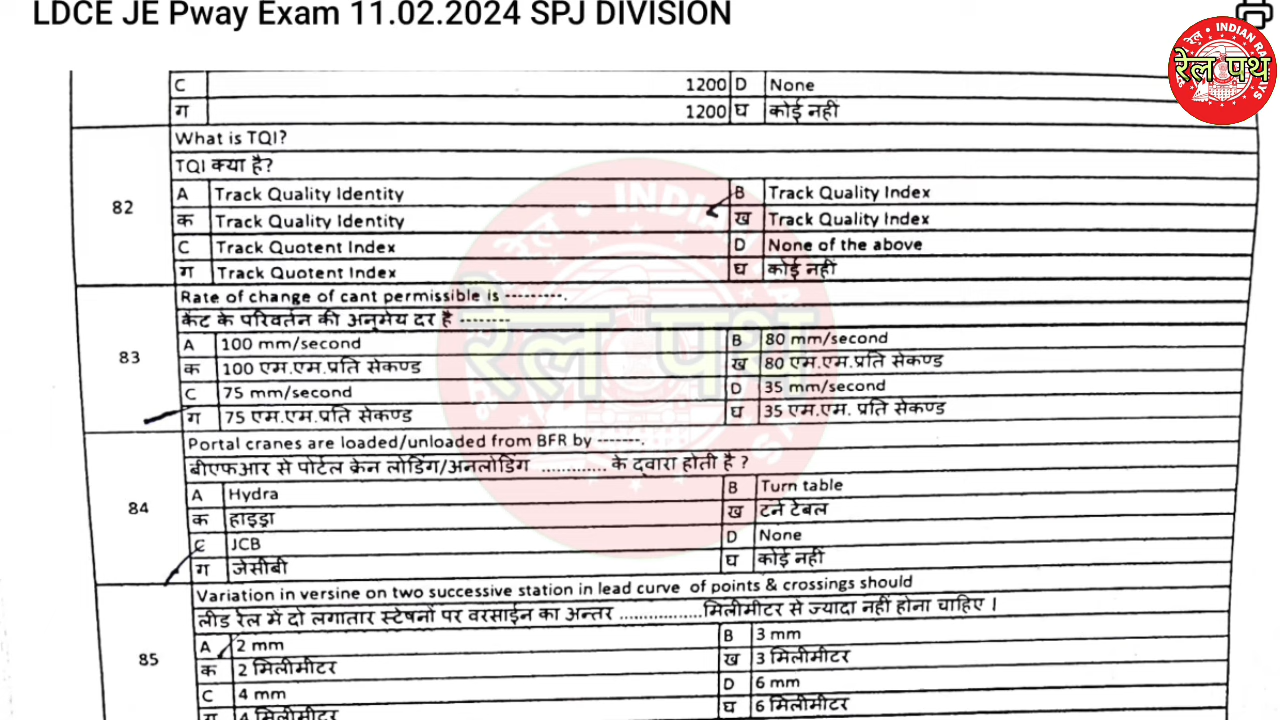 LDCE JE Pway Exam 11.02.2024 SPJ DIVISION
रेल • INDIAN RAILWAYS
रेल पथ
C 1200 D None
ग 1200 घ कोई नहीं
82
What is TQI?
TQI क्या है?
A Track Quality Identity B Track Quality Index
क Track Quality Identity ख Track Quality Index
C Track Quotent Index D None of the above
ग Track Quotent Index घ कोई नहीं
83
Rate of change of cant permissible is ---------.
केंट के परिवर्तन की अनुमेय दर है --------
A 100 mm/second B 80 mm/second
क 100 एम.एम.प्रति सेकण्ड ख 80 एम.एम.प्रति सेकण्ड
C 75 mm/second D 35 mm/second
ग 75 एम.एम.प्रति सेकण्ड घ 35 एम.एम. प्रति सेकण्ड
84
Portal cranes are loaded/unloaded from BFR by -------.
बीएफआर से पोर्टल क्रेन लोडिंग/अनलोडिंग ............. के द्वारा होती है ?
A Hydra B Turn table
क हाइड्रा ख टर्न टेबल
C JCB D None
ग जेसीबी घ कोई नहीं
85
Variation in versine on two successive station in lead curve of points & crossings should
लीड रेल में दो लगातार स्टेषनों पर वरसाईन का अन्तर .................मिलीमीटर से ज्यादा नहीं होना चाहिए ।
A 2 mm B 3 mm
क 2 मिलीमीटर ख 3 मिलीमीटर
C 4 mm D 6 mm
ग 4 मिलीमीटर घ 6 मिलीमीटर